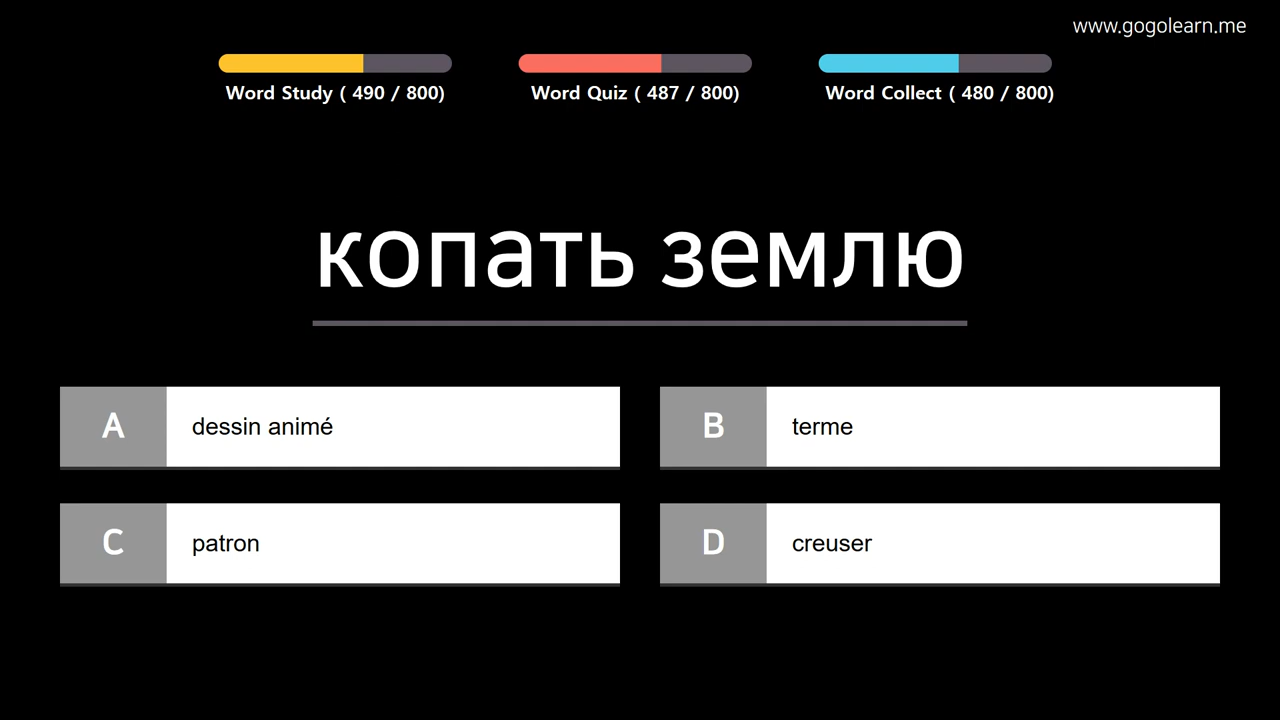 www.gogolearn.me
Word Study ( 490 / 800)
Word Quiz ( 487 / 800)
Word Collect ( 480 / 800)
копать землю
A dessin animé
B terme
C patron
D creuser